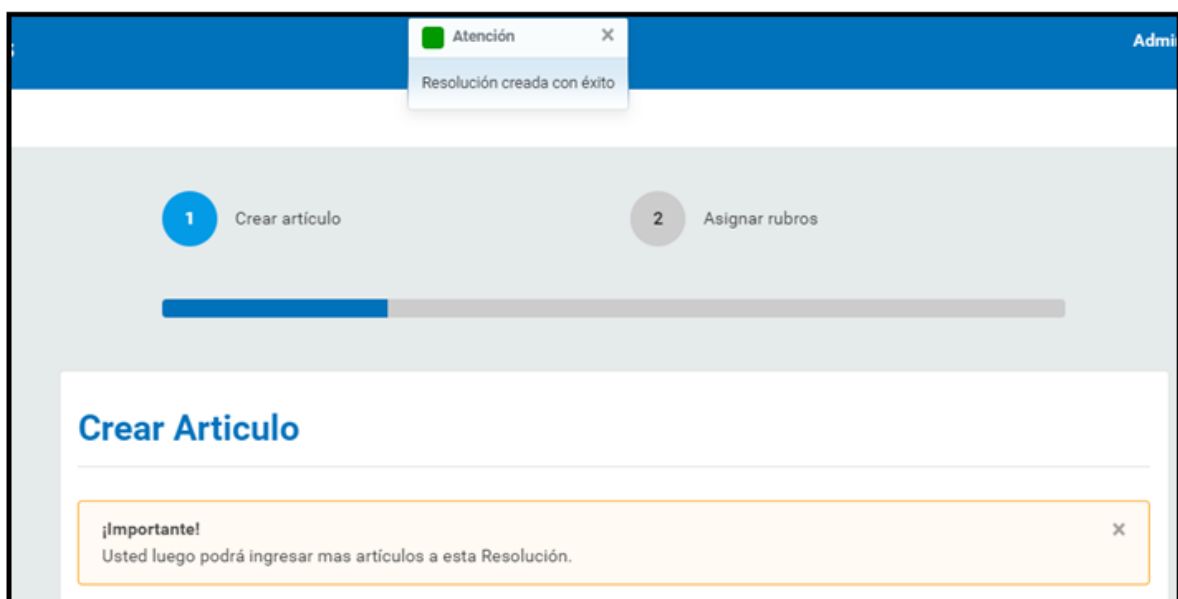 Atención
Admi
Resolución creada con éxito
1 Crear artículo 2 Asignar rubros
Crear Articulo
¡Importante!
Usted luego podrá ingresar mas artículos a esta Resolución.